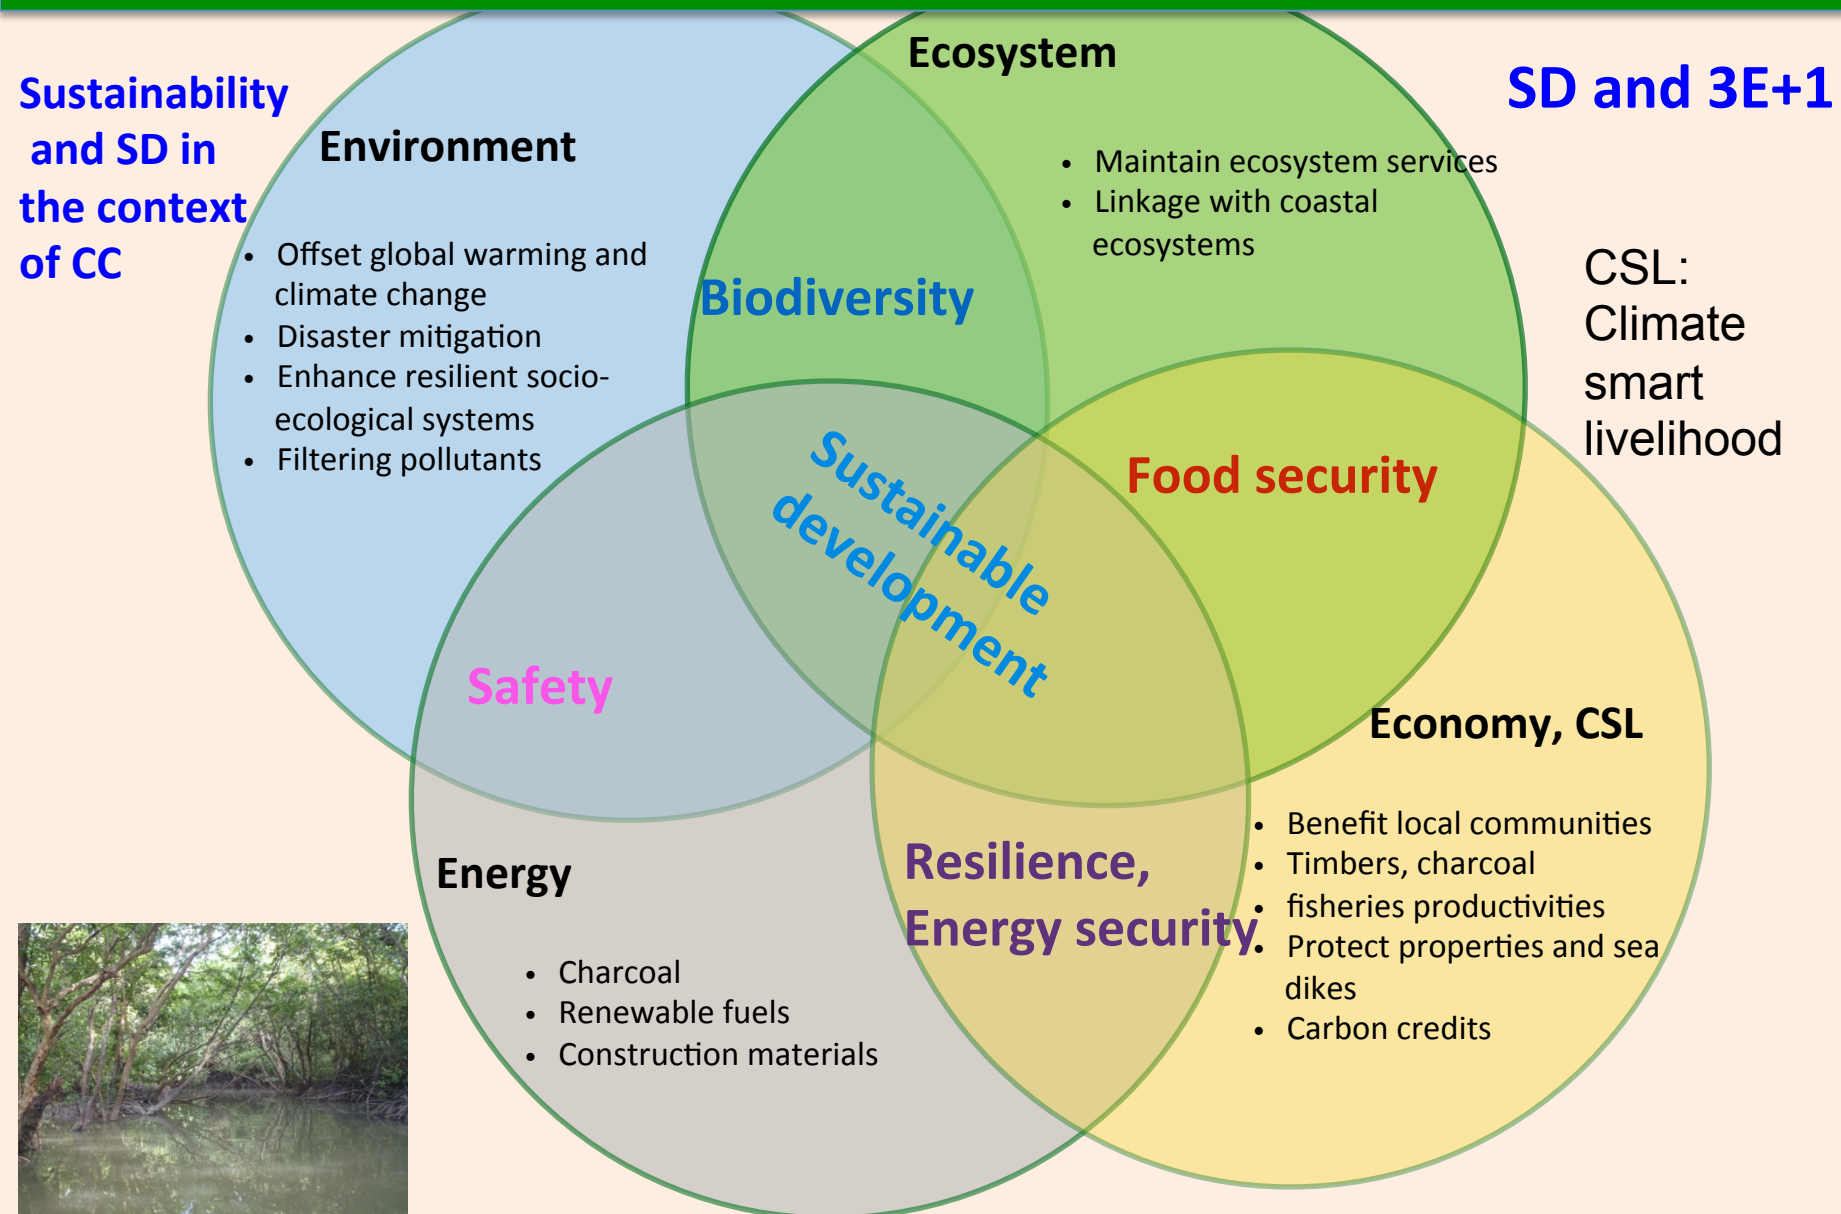 Sustainability
and SD in
the context
of CC
Ecosystem
SD and 3E+1
Environment
• Maintain ecosystem services
• Linkage with coastal
ecosystems
• Offset global warming and
climate change
• Disaster mitigation
• Enhance resilient socio-
ecological systems
• Filtering pollutants
Biodiversity
CSL:
Climate
smart
livelihood
Sustainable
development
Food security
Safety
Economy, CSL
• Benefit local communities
• Timbers, charcoal
• fisheries productivities
• Protect properties and sea
dikes
• Carbon credits
Resilience,
Energy security
Energy
• Charcoal
• Renewable fuels
• Construction materials